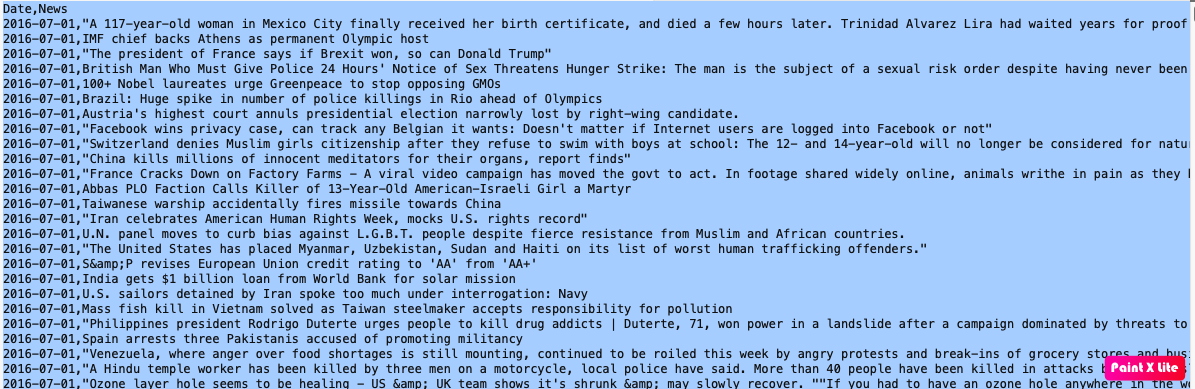 Date,News
2016-07-01,"A 117-year-old woman in Mexico City finally received her birth certificate, and died a few hours later. Trinidad Alvarez Lira had waited years for proof
2016-07-01,IMF chief backs Athens as permanent Olympic host
2016-07-01,"The president of France says if Brexit won, so can Donald Trump"
2016-07-01,British Man Who Must Give Police 24 Hours' Notice of Sex Threatens Hunger Strike: The man is the subject of a sexual risk order despite having never been
2016-07-01,100+ Nobel laureates urge Greenpeace to stop opposing GMOs
2016-07-01,Brazil: Huge spike in number of police killings in Rio ahead of Olympics
2016-07-01,Austria's highest court annuls presidential election narrowly lost by right-wing candidate.
2016-07-01,"Facebook wins privacy case, can track any Belgian it wants: Doesn't matter if Internet users are logged into Facebook or not"
2016-07-01,"Switzerland denies Muslim girls citizenship after they refuse to swim with boys at school: The 12- and 14-year-old will no longer be considered for
2016-07-01,"China kills millions of innocent meditators for their organs, report finds"
2016-07-01,"France Cracks Down on Factory Farms - A viral video campaign has moved the govt to act. In footage shared widely online, animals writhe in pain as they
2016-07-01,Abbas PLO Faction Calls Killer of 13-Year-Old American-Israeli Girl a Martyr
2016-07-01,Taiwanese warship accidentally fires missile towards China
2016-07-01,"Iran celebrates American Human Rights Week, mocks U.S. rights record"
2016-07-01,U.N. panel moves to curb bias against L.G.B.T. people despite fierce resistance from Muslim and African countries.
2016-07-01,"The United States has placed Myanmar, Uzbekistan, Sudan and Haiti on its list of worst human trafficking offenders."
2016-07-01,S&amp;P revises European Union credit rating to 'AA' from 'AA+'
2016-07-01,India gets $1 billion loan from World Bank for solar mission
2016-07-01,U.S. sailors detained by Iran spoke too much under interrogation: Navy
2016-07-01,Mass fish kill in Vietnam solved as Taiwan steelmaker accepts responsibility for pollution
2016-07-01,"Philippines president Rodrigo Duterte urges people to kill drug addicts | Duterte, 71, won power in a landslide after a campaign dominated by threats to
2016-07-01,Spain arrests three Pakistanis accused of promoting militancy
2016-07-01,"Venezuela, where anger over food shortages is still mounting, continued to be roiled this week by angry protests and break-ins of grocery stores and
2016-07-01,"A Hindu temple worker has been killed by three men on a motorcycle, local police have said. More than 40 people have been killed in attacks
2016-07-01,"Ozone layer hole seems to be healing - US &amp; UK team shows it's shrunk &amp; may slowly recover. ""If you had to have an ozone hole anywhere in the
Paint X Lite